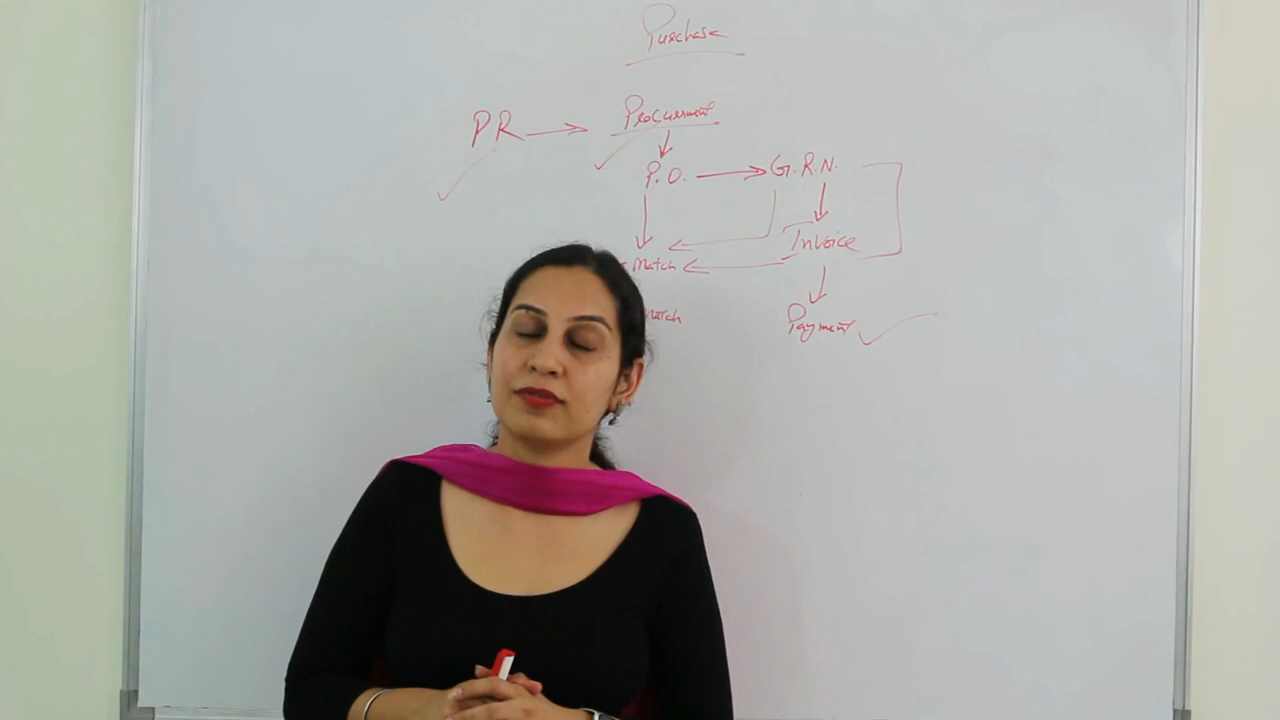 Purchase
PR → Procurement
P.O. → G.R.N.
Invoice
Match
Match
Payment